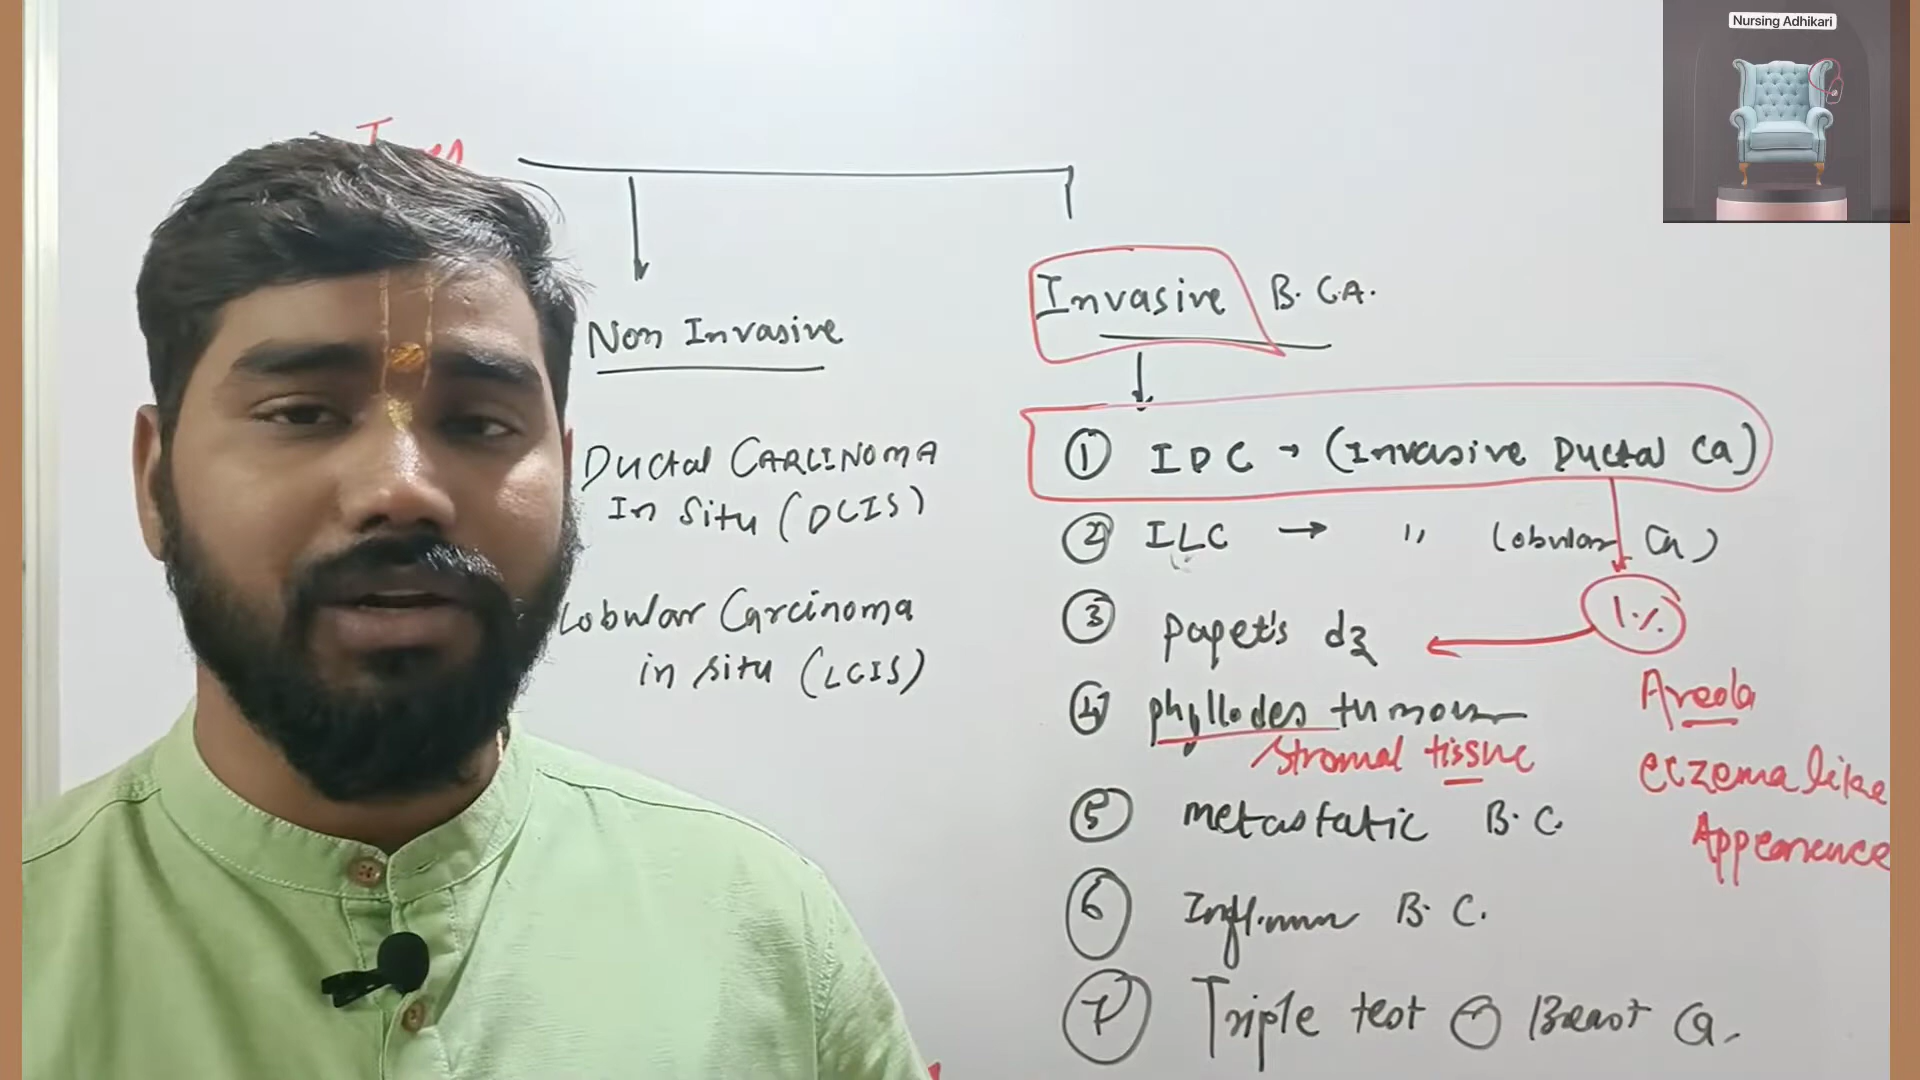 Nursing Adhikari
Non Invasive
Ductal CARCINOMA
In Situ (DCIS)
Lobular Carcinoma
in situ (LCIS)
Invasive B. CA.
① IDC → (Invasive Ductal Ca)
② ILC → " Lobular Ca)
1%
③ Paget's dz
Areola
④ phyllodes tumour
stromal tissue
eczema like
Appearence
⑤ metastatic B. C.
⑥ B. C.
⑦ Triple test ⊖ Breast Ca.